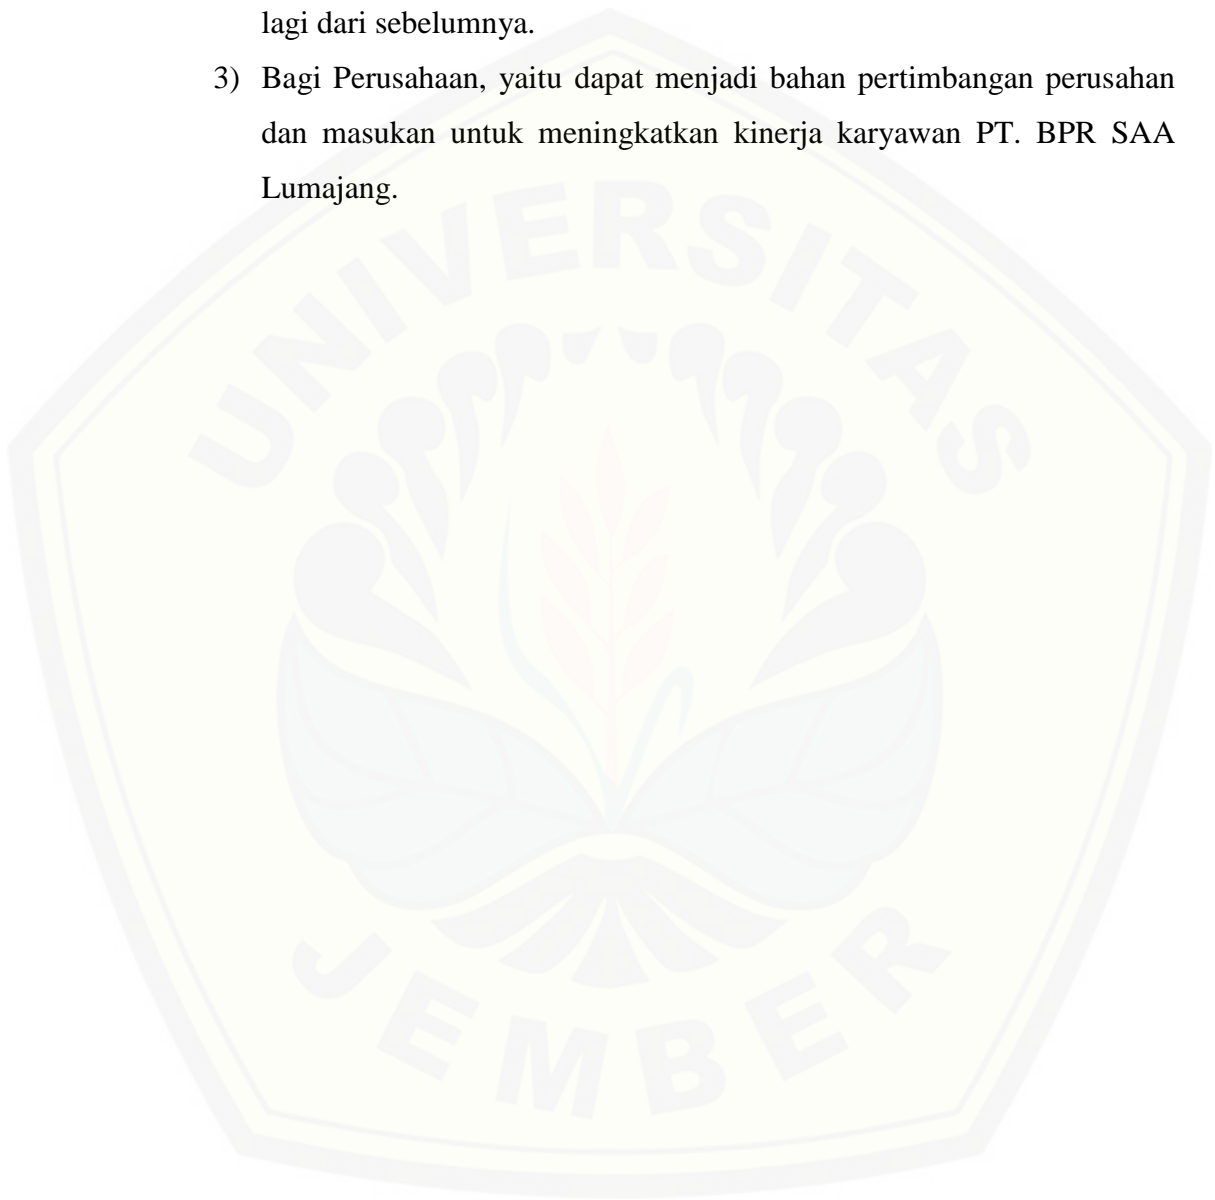 lagi dari sebelumnya.
3) Bagi Perusahaan, yaitu dapat menjadi bahan pertimbangan perusahan
dan masukan untuk meningkatkan kinerja karyawan PT. BPR SAA
Lumajang.
UNIVERSITAS
JEMBER